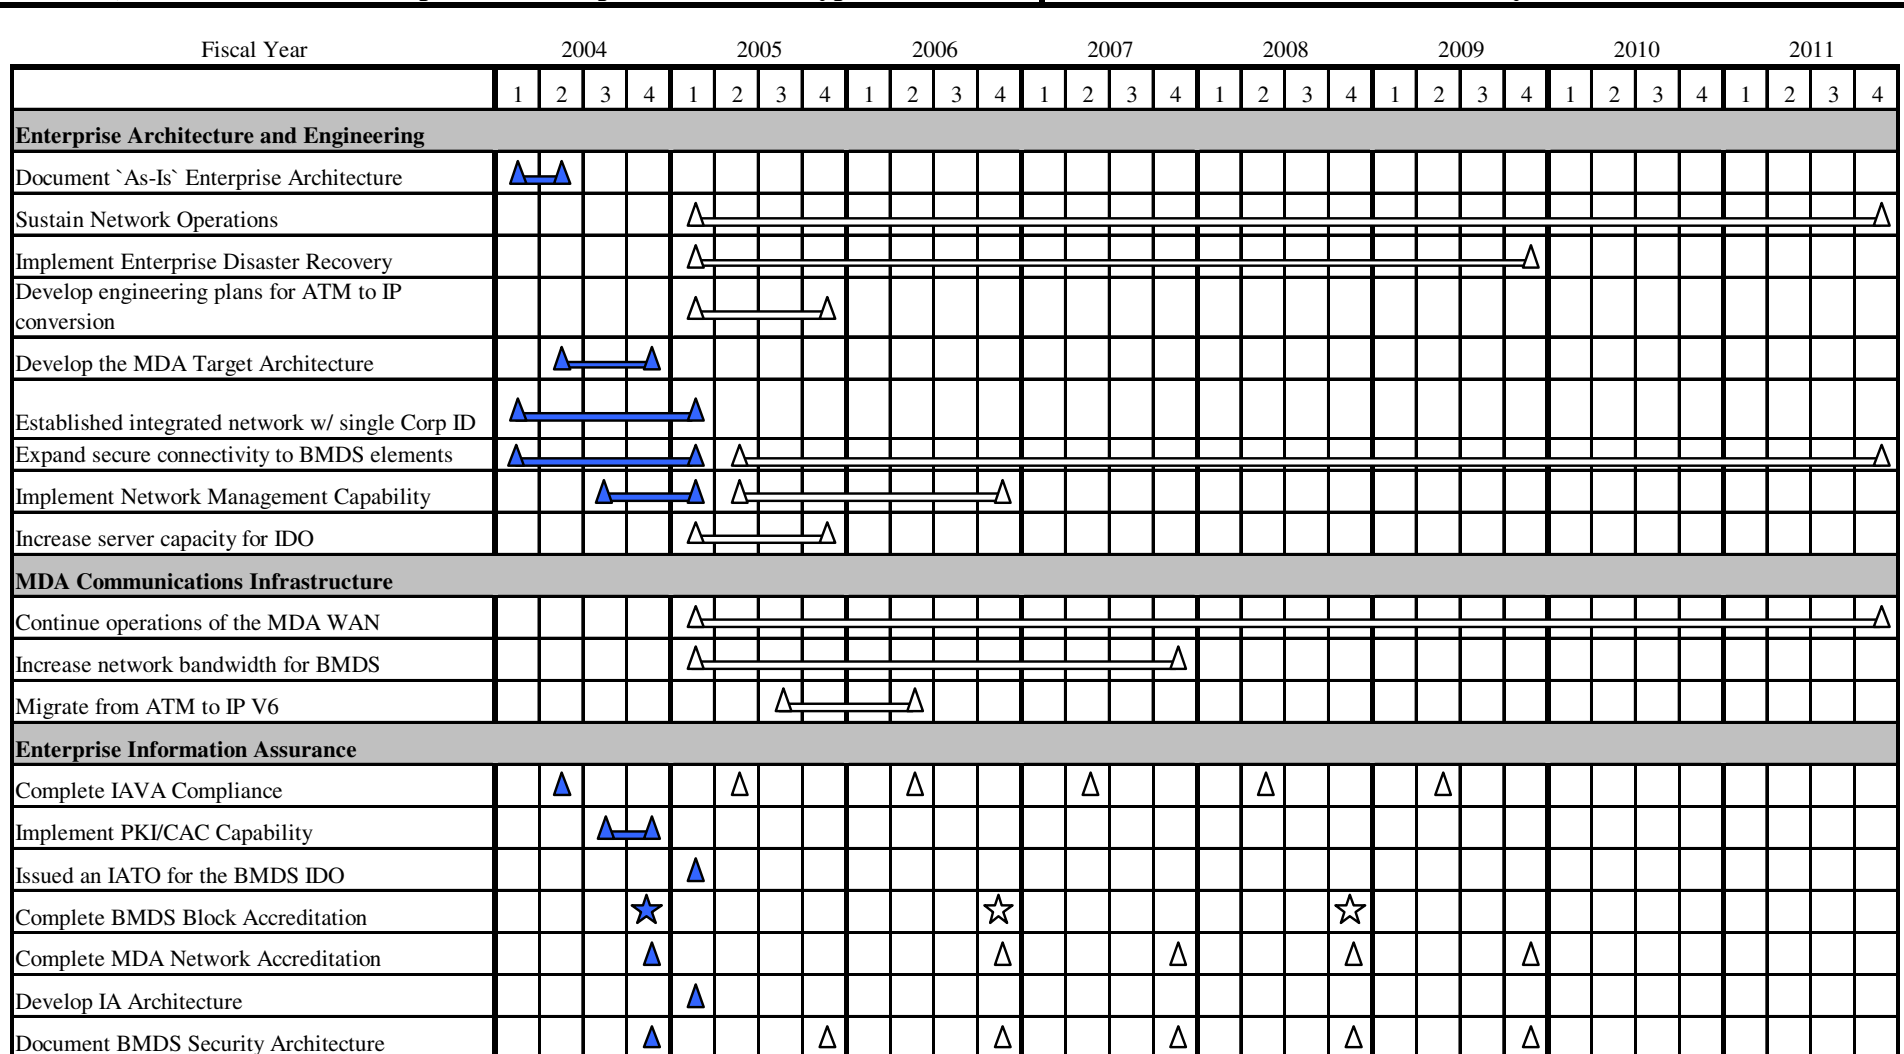 Fiscal Year 2004 2005 2006 2007 2008 2009 2010 2011
1 2 3 4 1 2 3 4 1 2 3 4 1 2 3 4 1 2 3 4 1 2 3 4 1 2 3 4 1 2 3 4
Enterprise Architecture and Engineering
Document `As-Is` Enterprise Architecture
Sustain Network Operations
Implement Enterprise Disaster Recovery
Develop engineering plans for ATM to IP
conversion
Develop the MDA Target Architecture
Established integrated network w/ single Corp ID
Expand secure connectivity to BMDS elements
Implement Network Management Capability
Increase server capacity for IDO
MDA Communications Infrastructure
Continue operations of the MDA WAN
Increase network bandwidth for BMDS
Migrate from ATM to IP V6
Enterprise Information Assurance
Complete IAVA Compliance
Implement PKI/CAC Capability
Issued an IATO for the BMDS IDO
Complete BMDS Block Accreditation
Complete MDA Network Accreditation
Develop IA Architecture
Document BMDS Security Architecture